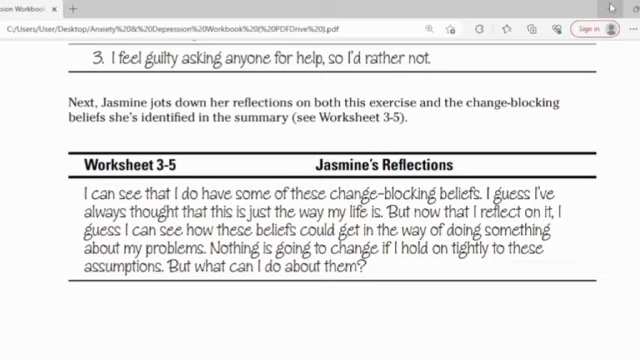 ssion Workbook
C:/Users/User/Desktop/Anxiety%20&%20Depression%20Workbook%20(%20PDFDrive%20).pdf
Sign in
3. I feel guilty asking anyone for help, so I'd rather not.
Next, Jasmine jots down her reflections on both this exercise and the change-blocking
beliefs she's identified in the summary (see Worksheet 3-5).
Worksheet 3-5 Jasmine's Reflections
I can see that I do have some of these change-blocking beliefs. I guess I've
always thought that this is just the way my life is. But now that I reflect on it, I
guess I can see how these beliefs could get in the way of doing something
about my problems. Nothing is going to change if I hold on tightly to these
assumptions. But what can I do about them?